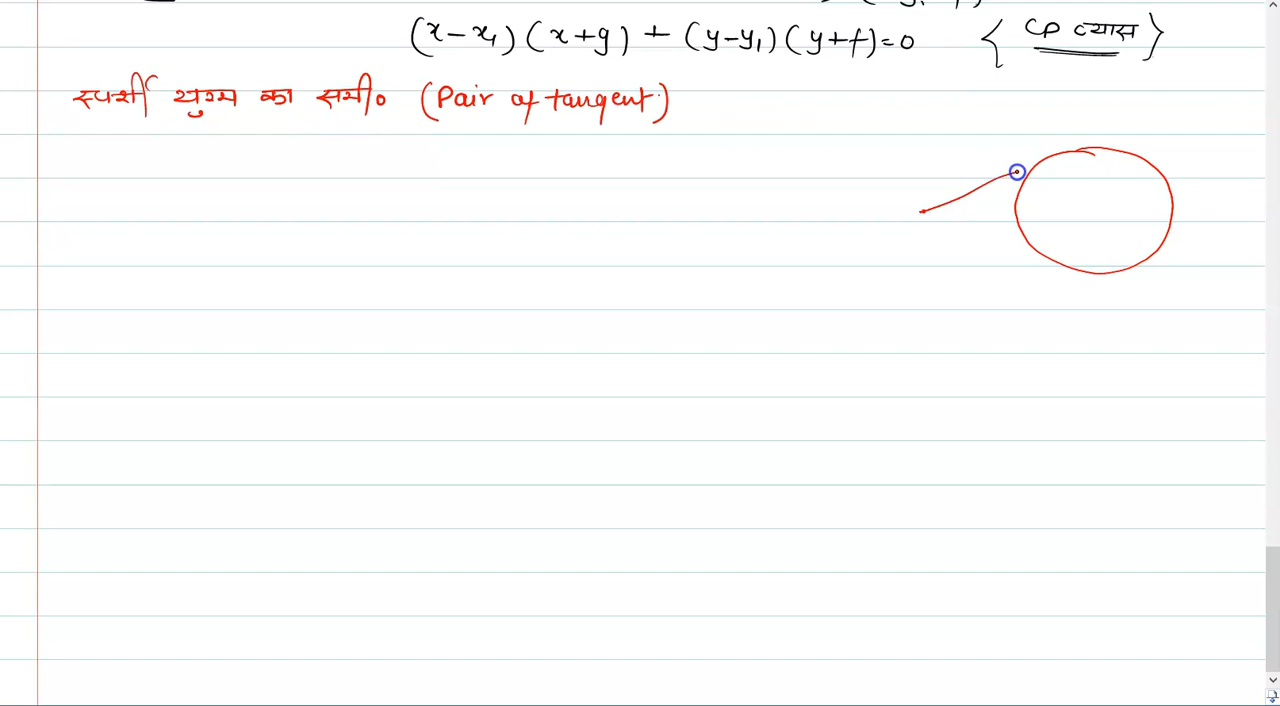 (x-x₁)(x+g) + (y-y₁)(y+f)=0 { CP व्यास }
स्पर्शी युग्म का समी० (Pair of tangent)